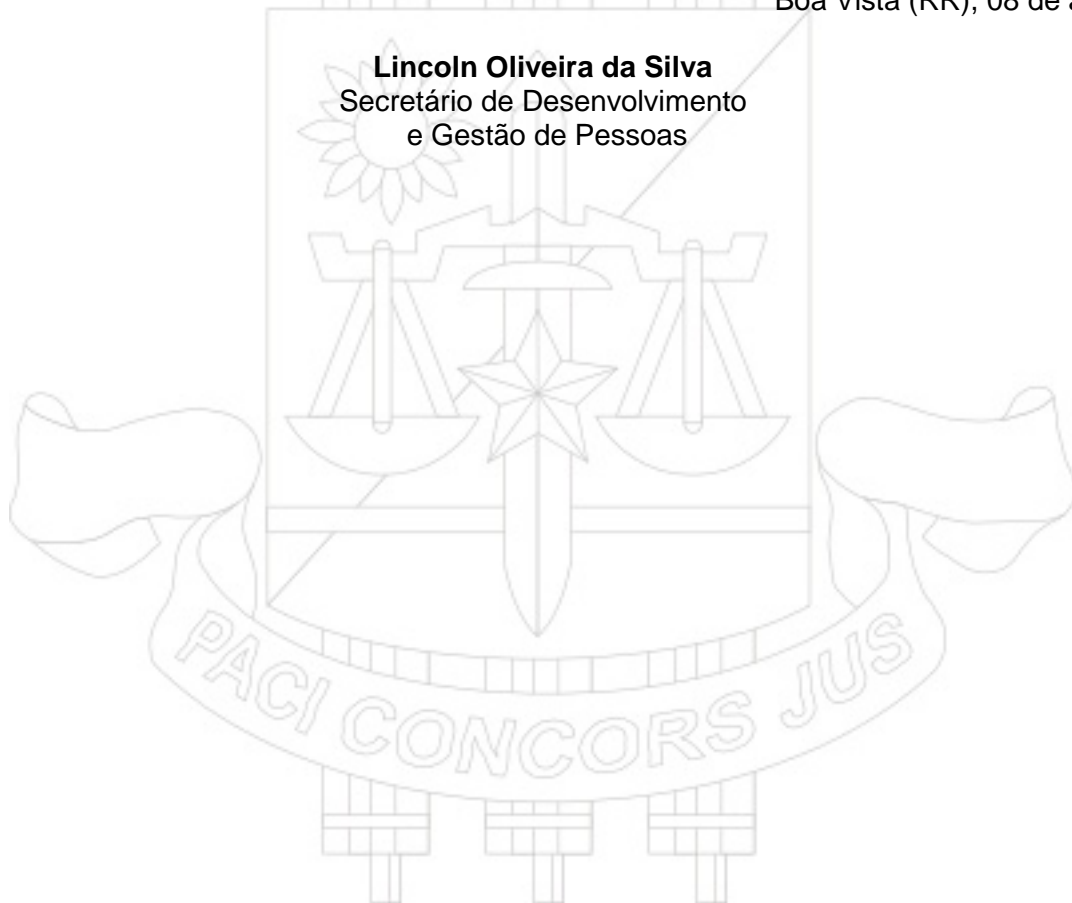 Boa Vista (RR), 08 de
Lincoln Oliveira da Silva
Secretário de Desenvolvimento
e Gestão de Pessoas
PACI CONCORS JUS